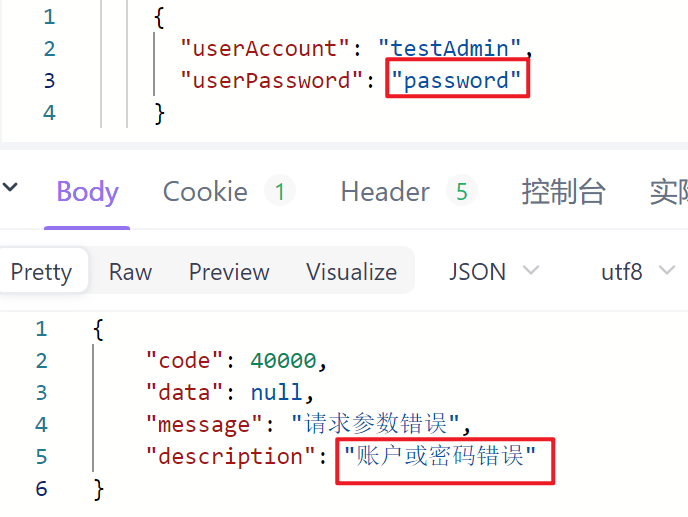 1 {
2 "userAccount": "testAdmin",
3 "userPassword": "password"
4 }
Body Cookie 1 Header 5 控制台 实际
Pretty Raw Preview Visualize JSON utf8
1 {
2 "code": 40000,
3 "data": null,
4 "message": "请求参数错误",
5 "description": "账户或密码错误"
6 }